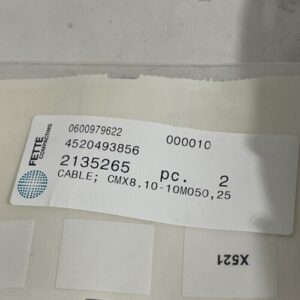 FETTE
COMPACTING
0600979622 000010
4520493856
2135265 pc. 2
CABLE; CMX8.10-10M050,25
X521